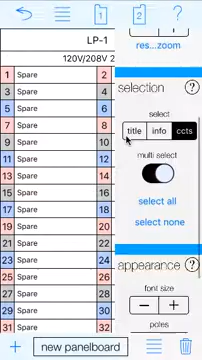 1 2 ?
LP-1
120V/208V 2
1 Spare 2
3 Spare 4
5 Spare 6
7 Spare 8
9 Spare 10
11 Spare 12
13 Spare 14
15 Spare 16
17 Spare 18
19 Spare 20
21 Spare 22
23 Spare 24
25 Spare 26
27 Spare 28
29 Spare 30
31 Spare 32
res...zoom
selection ?
select
title info ccts
multi select
select all
select none
appearance ?
font size
− +
poles
+ new panelboard